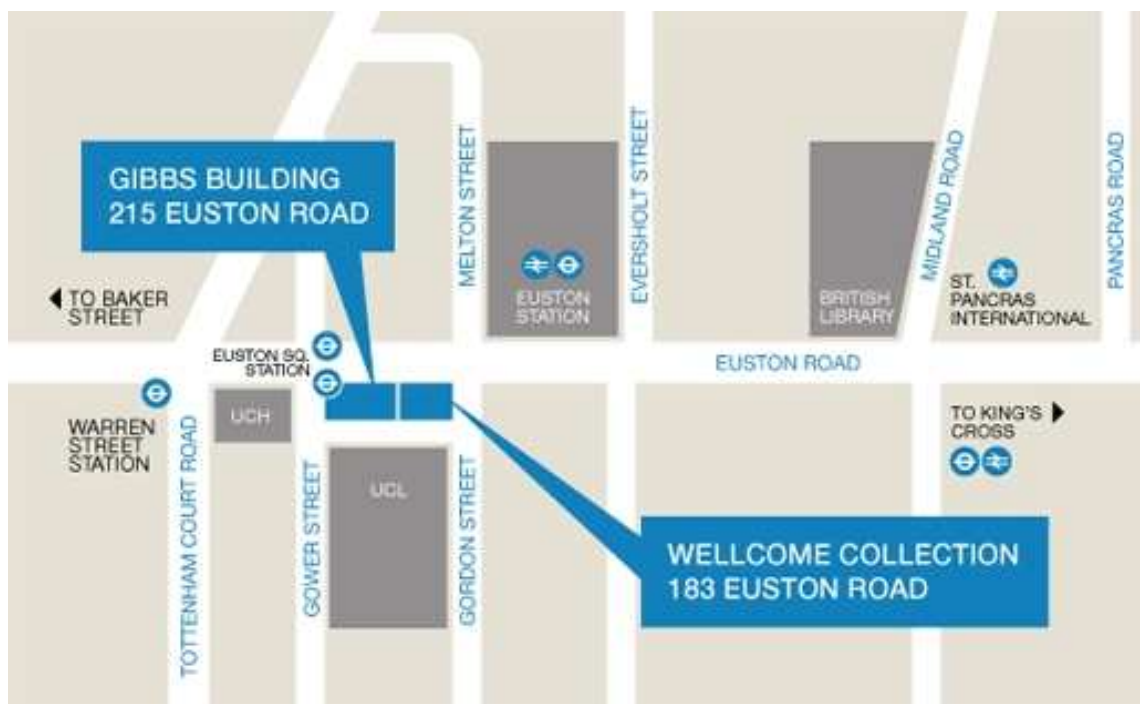 GIBBS BUILDING
215 EUSTON ROAD
MELTON STREET
EVERSHOLT STREET
MIDLAND ROAD
PANCRAS ROAD
TO BAKER
STREET
EUSTON
STATION
BRITISH
LIBRARY
ST.
PANCRAS
INTERNATIONAL
EUSTON SQ.
STATION
EUSTON ROAD
WARREN
STREET
STATION
UCH
TO KING'S
CROSS
TOTTENHAM COURT ROAD
GOWER STREET
UCL
GORDON STREET
WELLCOME COLLECTION
183 EUSTON ROAD